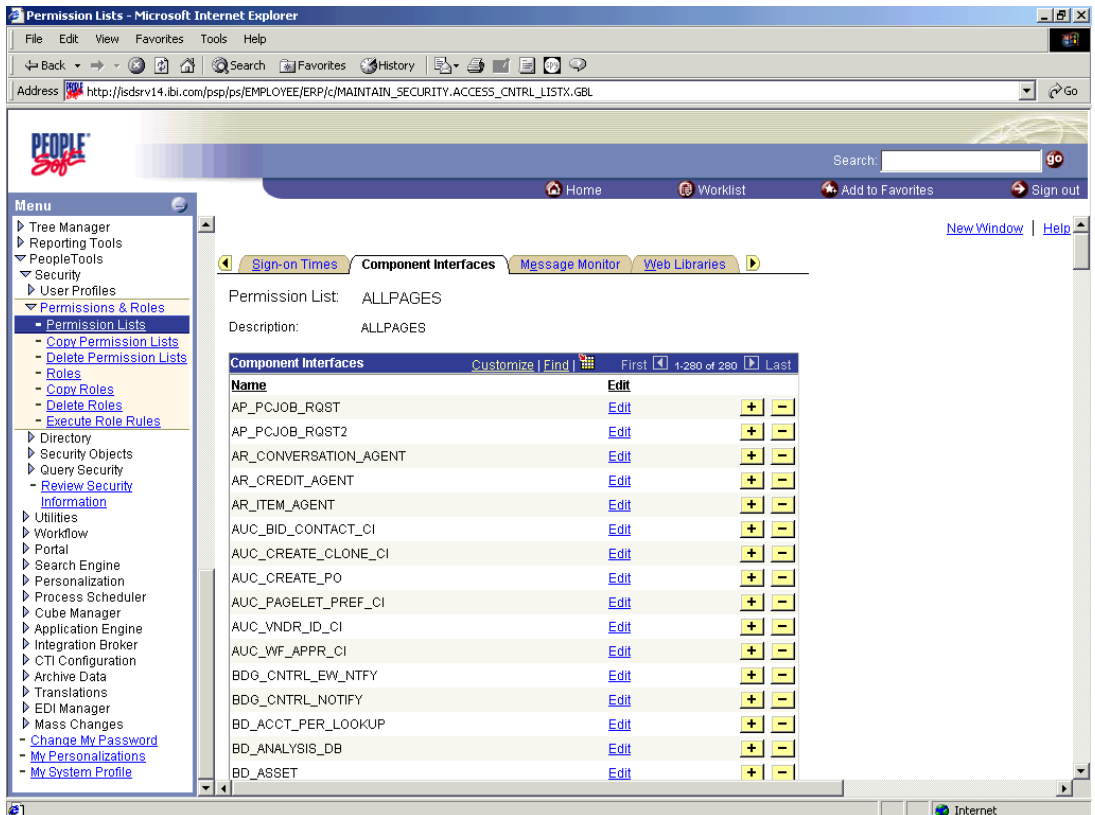 Permission Lists - Microsoft Internet Explorer
File Edit View Favorites Tools Help
Back Search Favorites History
Address http://isdsrv14.ibi.com/psp/ps/EMPLOYEE/ERP/c/MAINTAIN_SECURITY.ACCESS_CNTRL_LISTX.GBL Go
PEOPLE
Soft
Search: go
Home Worklist Add to Favorites Sign out
Menu
Tree Manager
Reporting Tools
PeopleTools
Security
User Profiles
Permissions & Roles
- Permission Lists
- Copy Permission Lists
- Delete Permission Lists
- Roles
- Copy Roles
- Delete Roles
- Execute Role Rules
Directory
Security Objects
Query Security
- Review Security
Information
Utilities
Workflow
Portal
Search Engine
Personalization
Process Scheduler
Cube Manager
Application Engine
Integration Broker
CTI Configuration
Archive Data
Translations
EDI Manager
Mass Changes
- Change My Password
- My Personalizations
- My System Profile
New Window | Help
Sign-on Times Component Interfaces Message Monitor Web Libraries
Permission List: ALLPAGES
Description: ALLPAGES
Component Interfaces Customize | Find | First 1-280 of 280 Last
Name Edit
AP_PCJOB_RQST Edit + -
AP_PCJOB_RQST2 Edit + -
AR_CONVERSATION_AGENT Edit + -
AR_CREDIT_AGENT Edit + -
AR_ITEM_AGENT Edit + -
AUC_BID_CONTACT_CI Edit + -
AUC_CREATE_CLONE_CI Edit + -
AUC_CREATE_PO Edit + -
AUC_PAGELET_PREF_CI Edit + -
AUC_VNDR_ID_CI Edit + -
AUC_WF_APPR_CI Edit + -
BDG_CNTRL_EW_NTFY Edit + -
BDG_CNTRL_NOTIFY Edit + -
BD_ACCT_PER_LOOKUP Edit + -
BD_ANALYSIS_DB Edit + -
BD_ASSET Edit + -
Internet